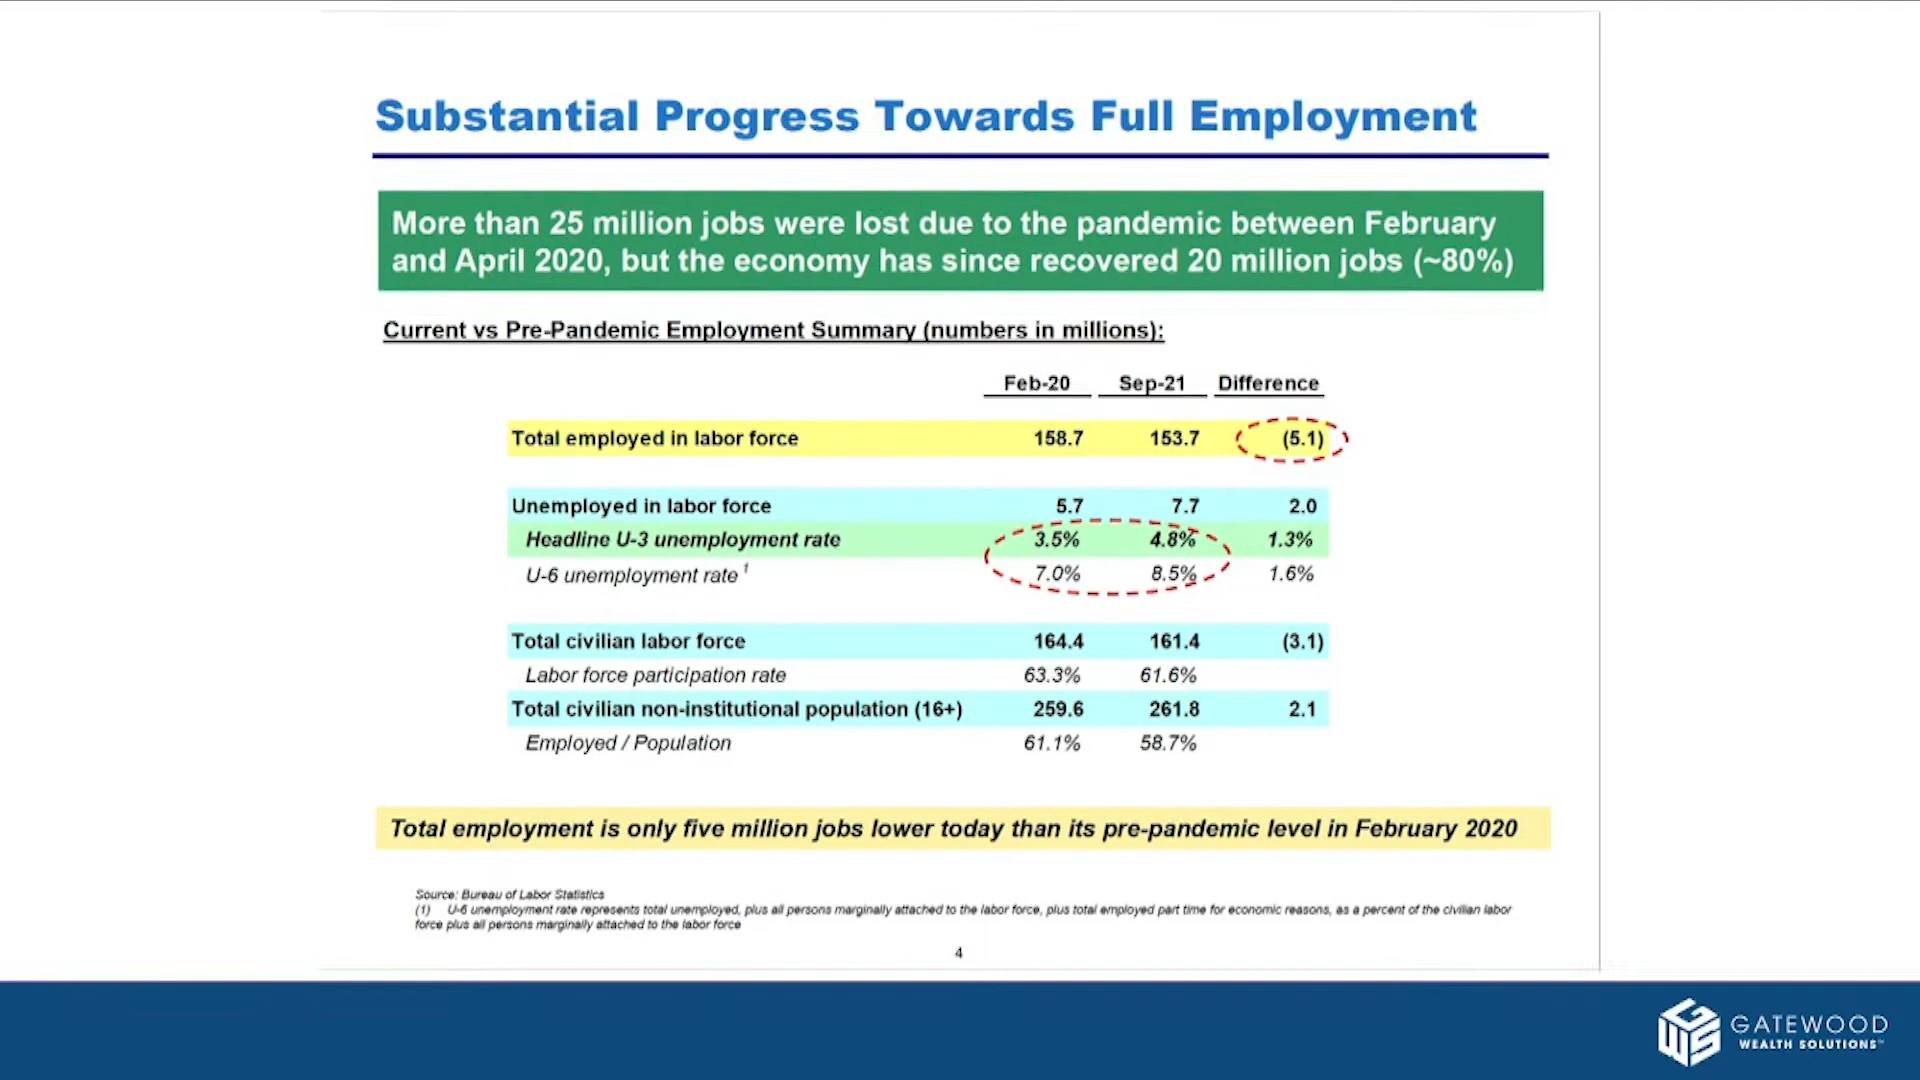 Substantial Progress Towards Full Employment
More than 25 million jobs were lost due to the pandemic between February
and April 2020, but the economy has since recovered 20 million jobs (~80%)
Current vs Pre-Pandemic Employment Summary (numbers in millions):
Feb-20 Sep-21 Difference
Total employed in labor force 158.7 153.7 (5.1)
Unemployed in labor force 5.7 7.7 2.0
Headline U-3 unemployment rate 3.5% 4.8% 1.3%
U-6 unemployment rate 1 7.0% 8.5% 1.6%
Total civilian labor force 164.4 161.4 (3.1)
Labor force participation rate 63.3% 61.6%
Total civilian non-institutional population (16+) 259.6 261.8 2.1
Employed / Population 61.1% 58.7%
Total employment is only five million jobs lower today than its pre-pandemic level in February 2020
Source: Bureau of Labor Statistics
(1) U-6 unemployment rate represents total unemployed, plus all persons marginally attached to the labor force, plus total employed part time for economic reasons, as a percent of the civilian labor
force plus all persons marginally attached to the labor force
4
GWS
GATEWOOD
WEALTH SOLUTIONS™